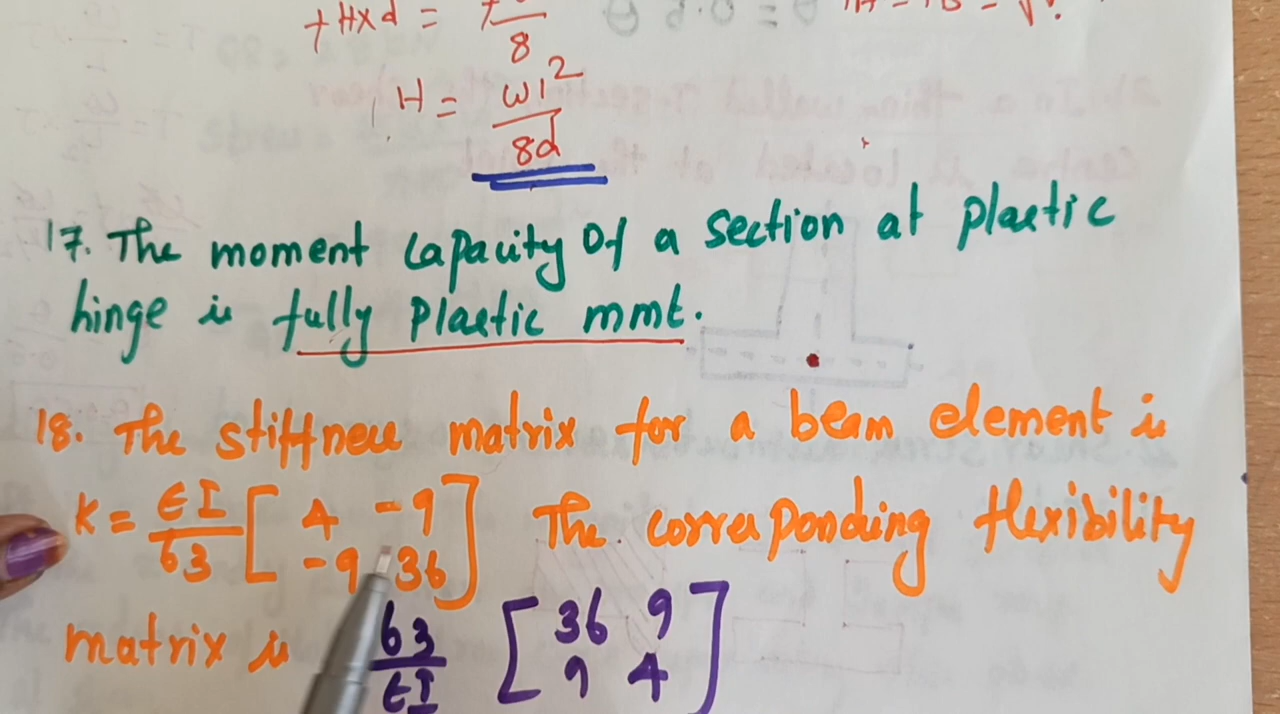 +H×d =
8
H = wl²/8d
17. The moment capacity of a section at plastic
hinge is fully plastic mmt.
18. The stiffness matrix for a beam element is
K = EI/63 [ 4 -9 ] The corresponding flexibility
[ -9 36 ]
matrix is 63/EI [ 36 9 ]
[ 9 4 ]